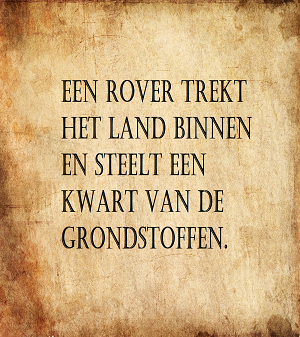 EEN ROVER TREKT
HET LAND BINNEN
EN STEELT EEN
KWART VAN DE
GRONDSTOFFEN.